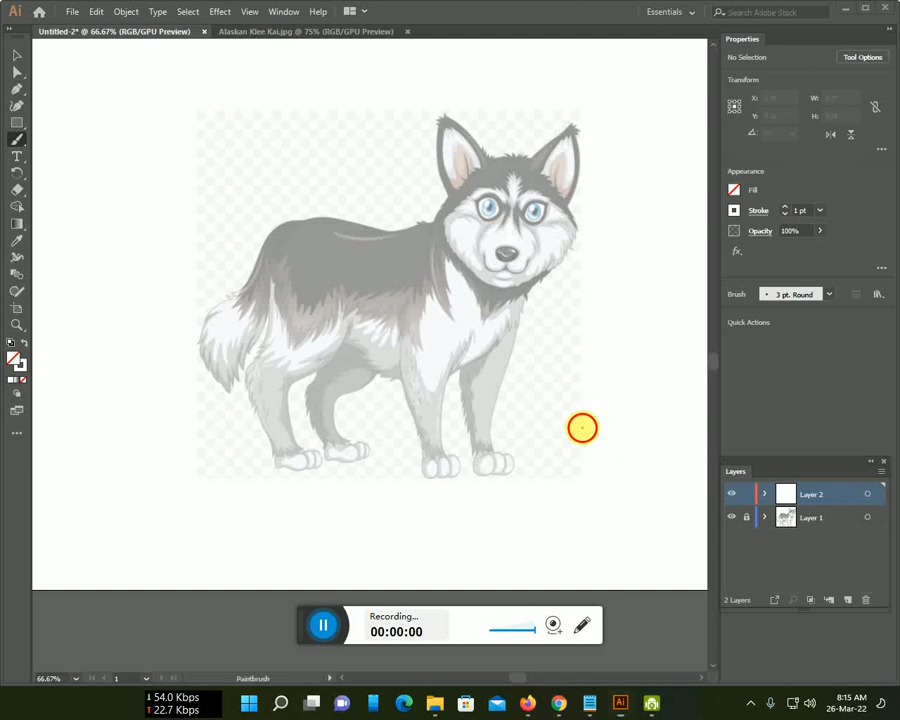 Ai File Edit Object Type Select Effect View Window Help Essentials Search Adobe Stock
Untitled-2* @ 66.67% (RGB/GPU Preview) × Alaskan Klee Kai.jpg @ 75% (RGB/GPU Preview) ×
Properties
No Selection Tool Options
Transform
X: W:
Y: H:
Appearance
Fill
Stroke 1 pt
Opacity 100%
fx
Brush 3 pt. Round
Quick Actions
Layers
Layer 2
Layer 1
2 Layers
Recording...
00:00:00
66.67% 1 Paintbrush
54.0 Kbps
22.7 Kbps
8:15 AM
26-Mar-22